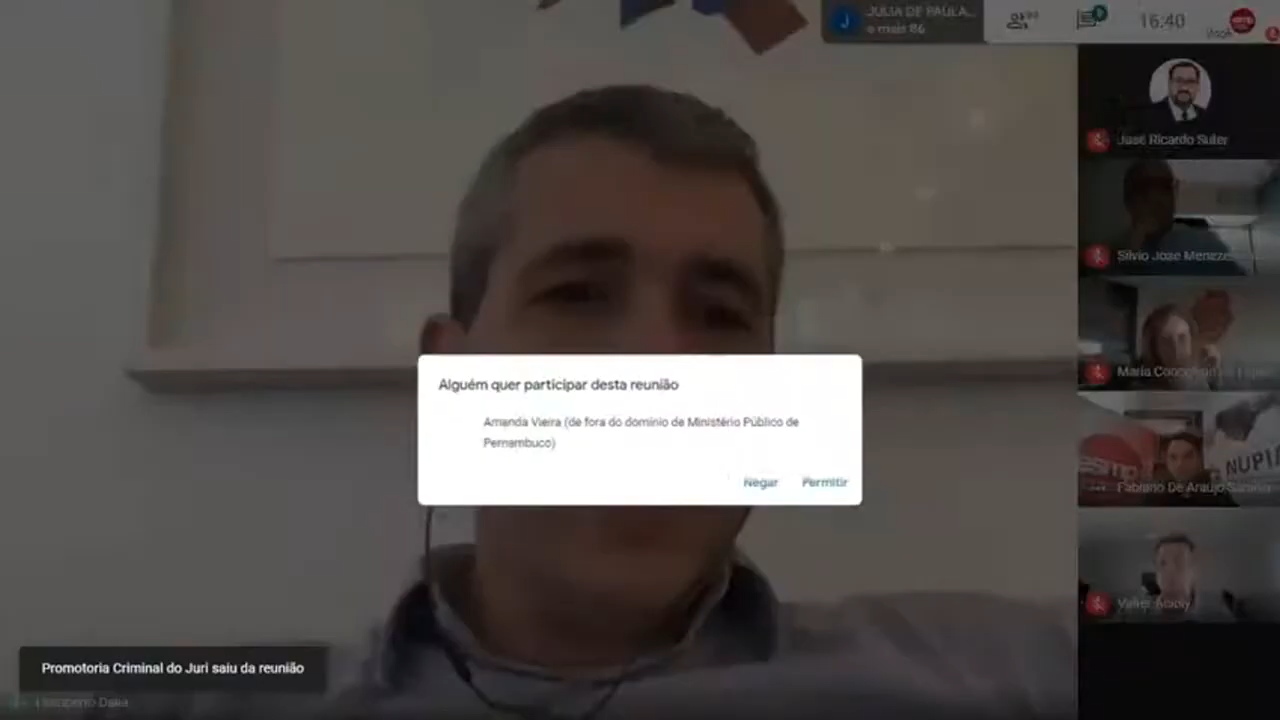 JULIA DE PAULA...
e mais 86
16:40
José Ricardo Suter
Silvio Jose Meneze
Maria
Fabiano De Araujo
NUPIA
Alguém quer participar desta reunião
Amanda Vieira (de fora do domínio de Ministério Público de
Pernambuco)
Negar
Permitir
Promotoria Criminal do Juri saiu da reunião